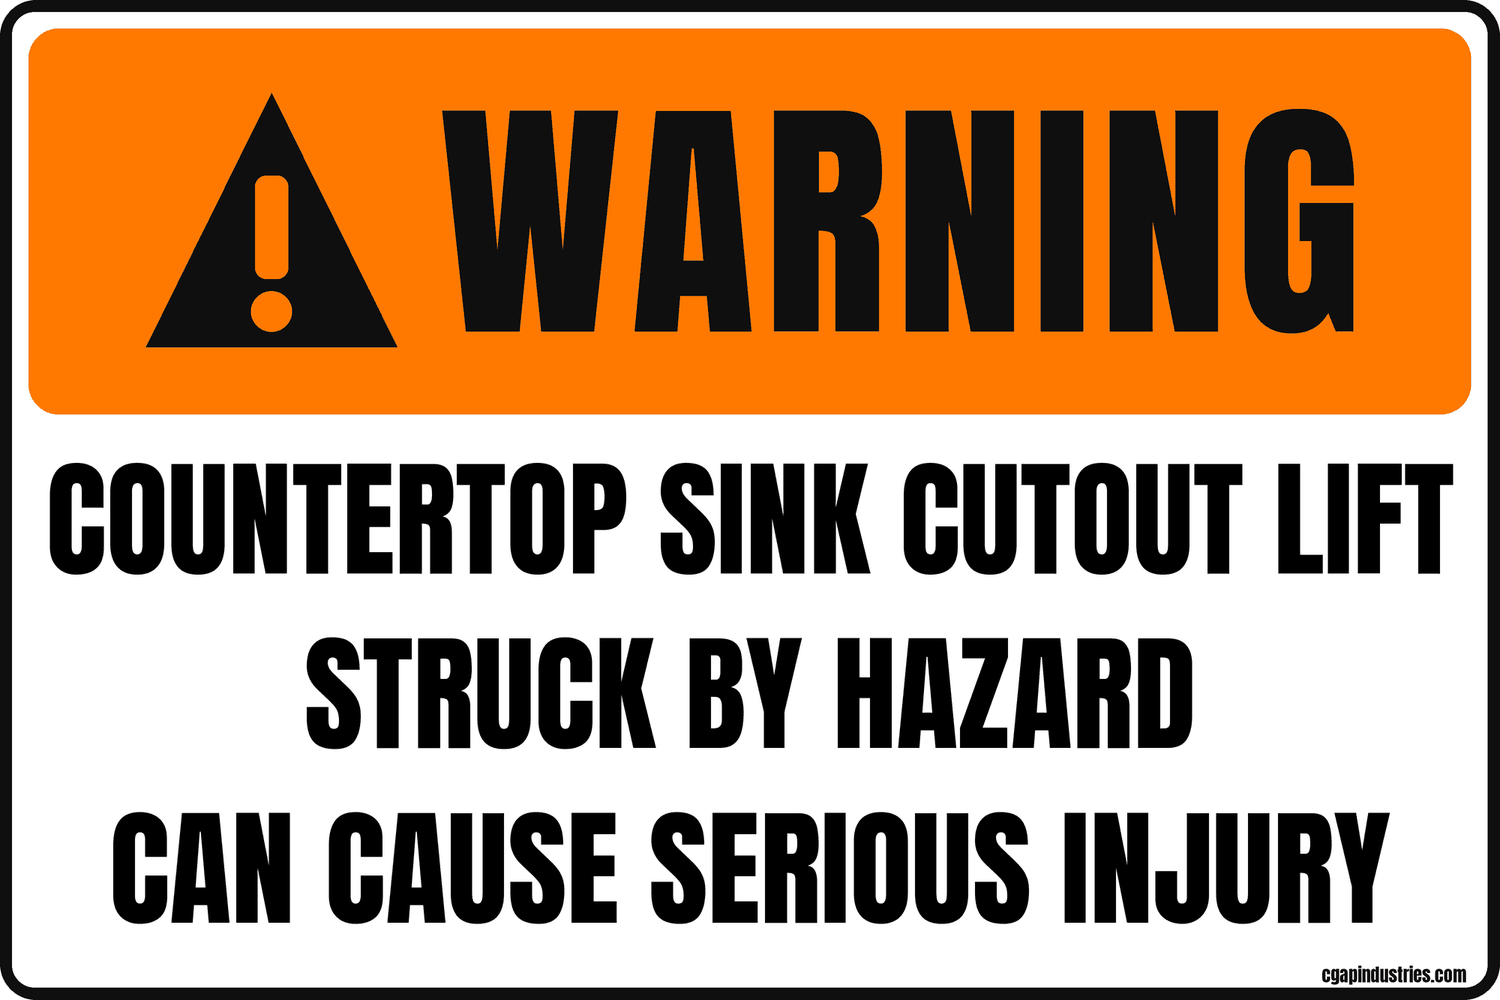 WARNING
COUNTERTOP SINK CUTOUT LIFT
STRUCK BY HAZARD
CAN CAUSE SERIOUS INJURY
cgapindustries.com